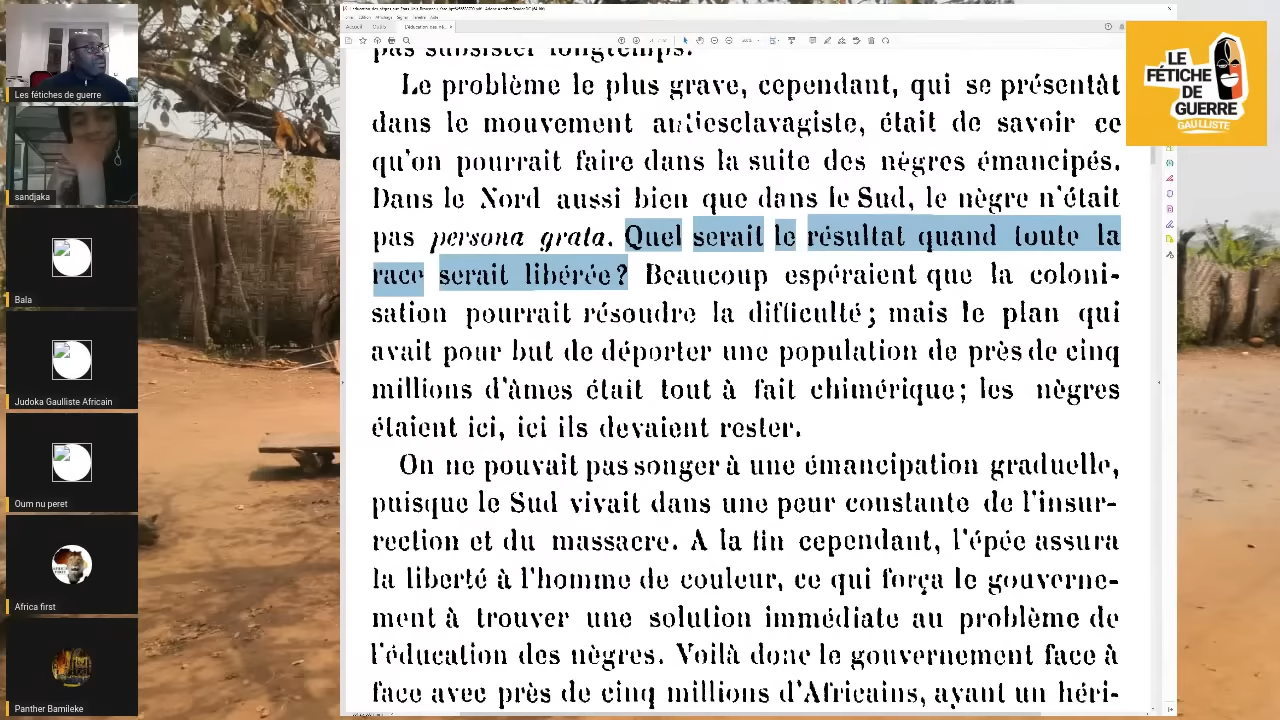 Les fétiches de guerre
sandjaka
Bala
Judoka Gaulliste Africain
Oum nu peret
Africa first
Panther Bamileke
Accueil Outils
LE
FÉTICHE
DE
GUERRE
GAULLISTE
pas subsister longtemps.
Le problème le plus grave, cependant, qui se présentât
dans le mouvement antiesclavagiste, était de savoir ce
qu'on pourrait faire dans la suite des nègres émancipés.
Dans le Nord aussi bien que dans le Sud, le nègre n'était
pas persona grata. Quel serait le résultat quand toute la
race serait libérée? Beaucoup espéraient que la coloni-
sation pourrait résoudre la difficulté; mais le plan qui
avait pour but de déporter une population de près de cinq
millions d'âmes était tout à fait chimérique; les nègres
étaient ici, ici ils devaient rester.
On ne pouvait pas songer à une émancipation graduelle,
puisque le Sud vivait dans une peur constante de l'insur-
rection et du massacre. A la fin cependant, l'épée assura
la liberté à l'homme de couleur, ce qui força le gouverne-
ment à trouver une solution immédiate au problème de
l'éducation des nègres. Voilà donc le gouvernement face à
face avec près de cinq millions d'Africains, ayant un héri-